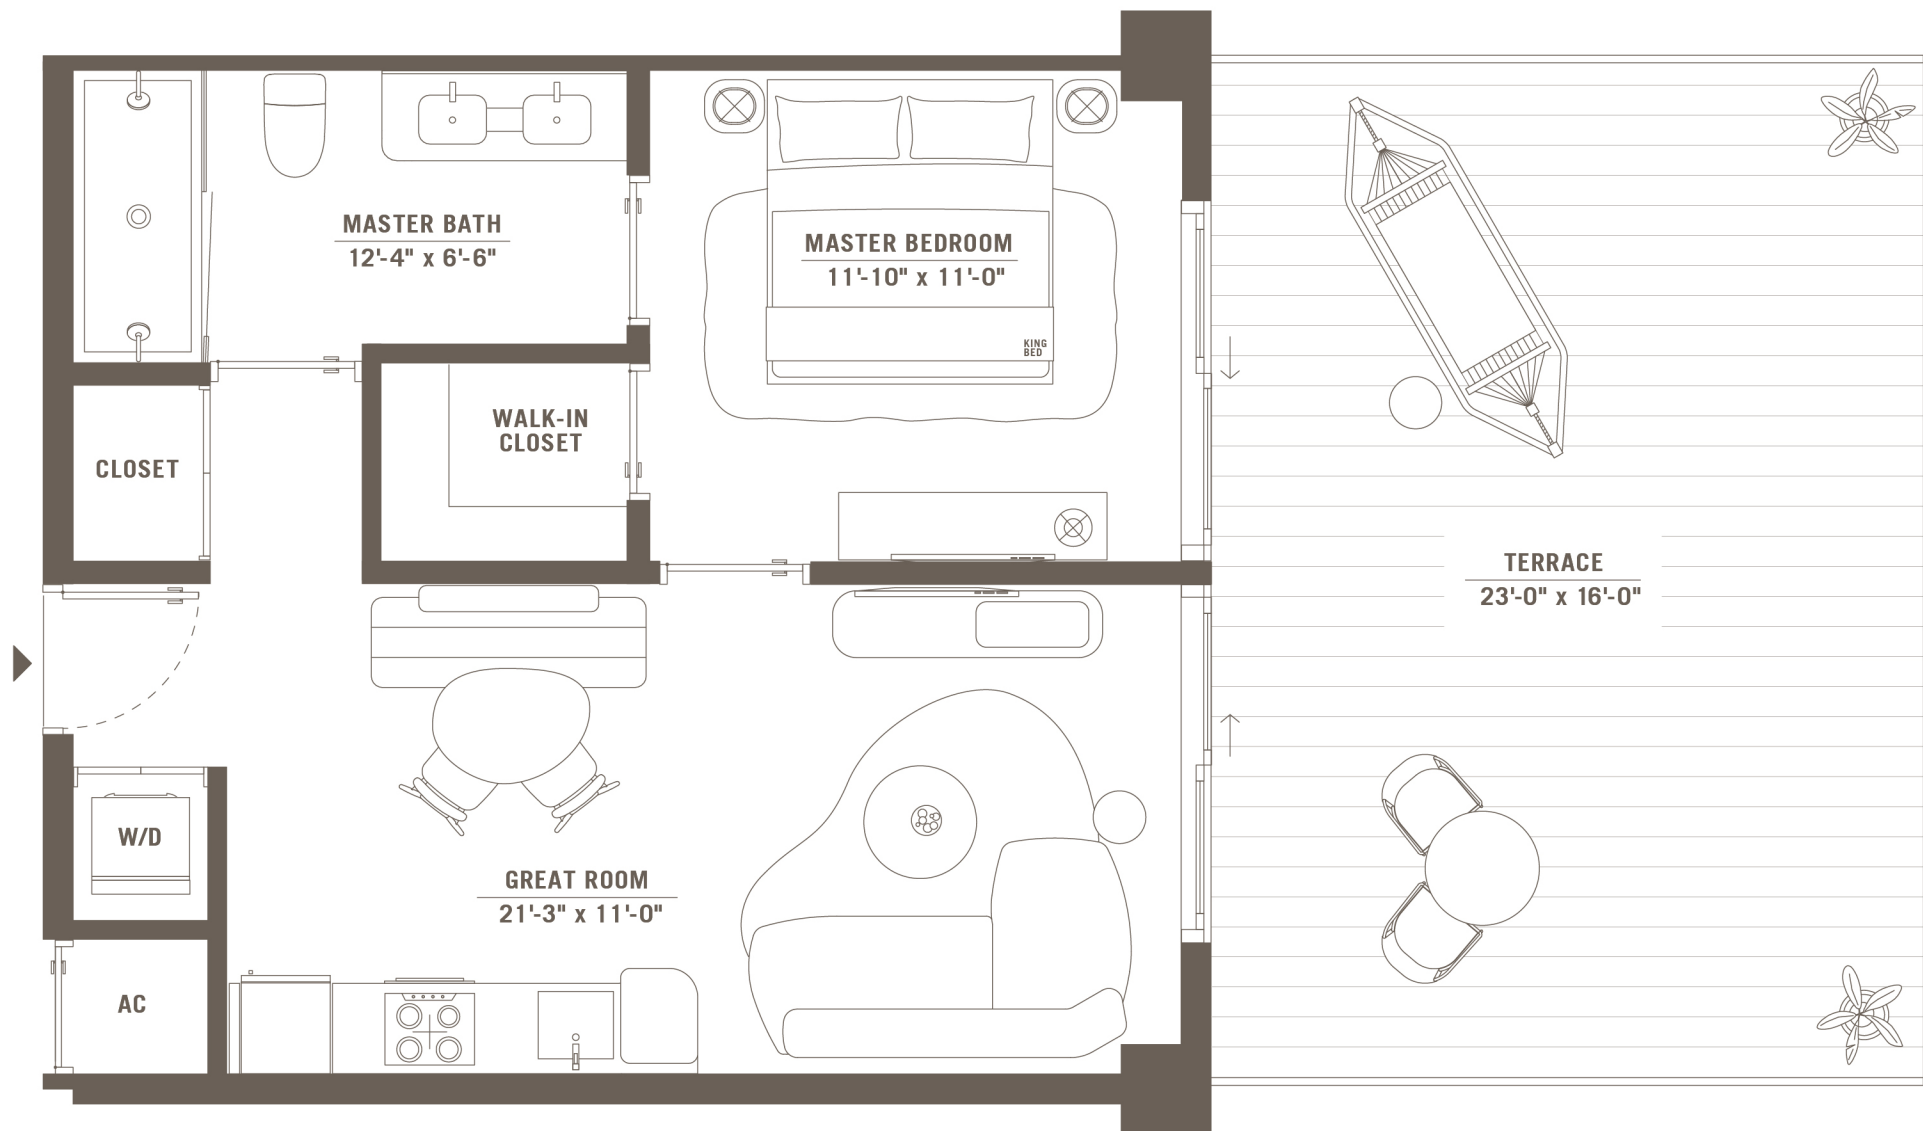 MASTER BATH
12'-4" x 6'-6"
MASTER BEDROOM
11'-10" x 11'-0"
KING
BED
WALK-IN
CLOSET
CLOSET
TERRACE
23'-0" x 16'-0"
W/D
GREAT ROOM
21'-3" x 11'-0"
AC